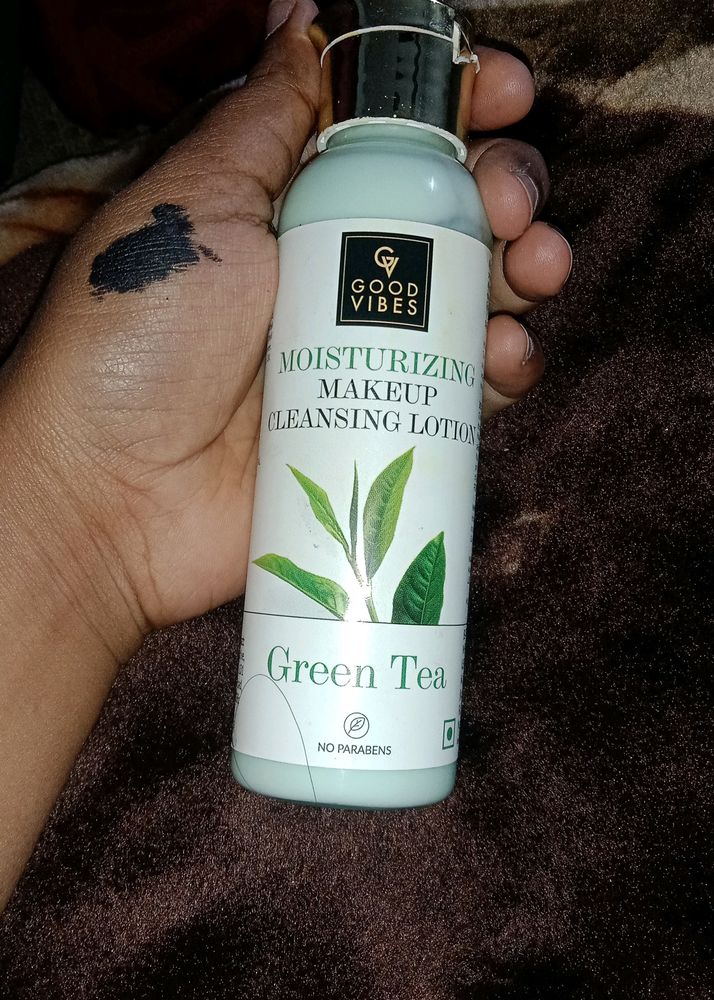 GV
GOOD
VIBES
MOISTURIZING
MAKEUP
CLEANSING LOTION
Green Tea
NO PARABENS